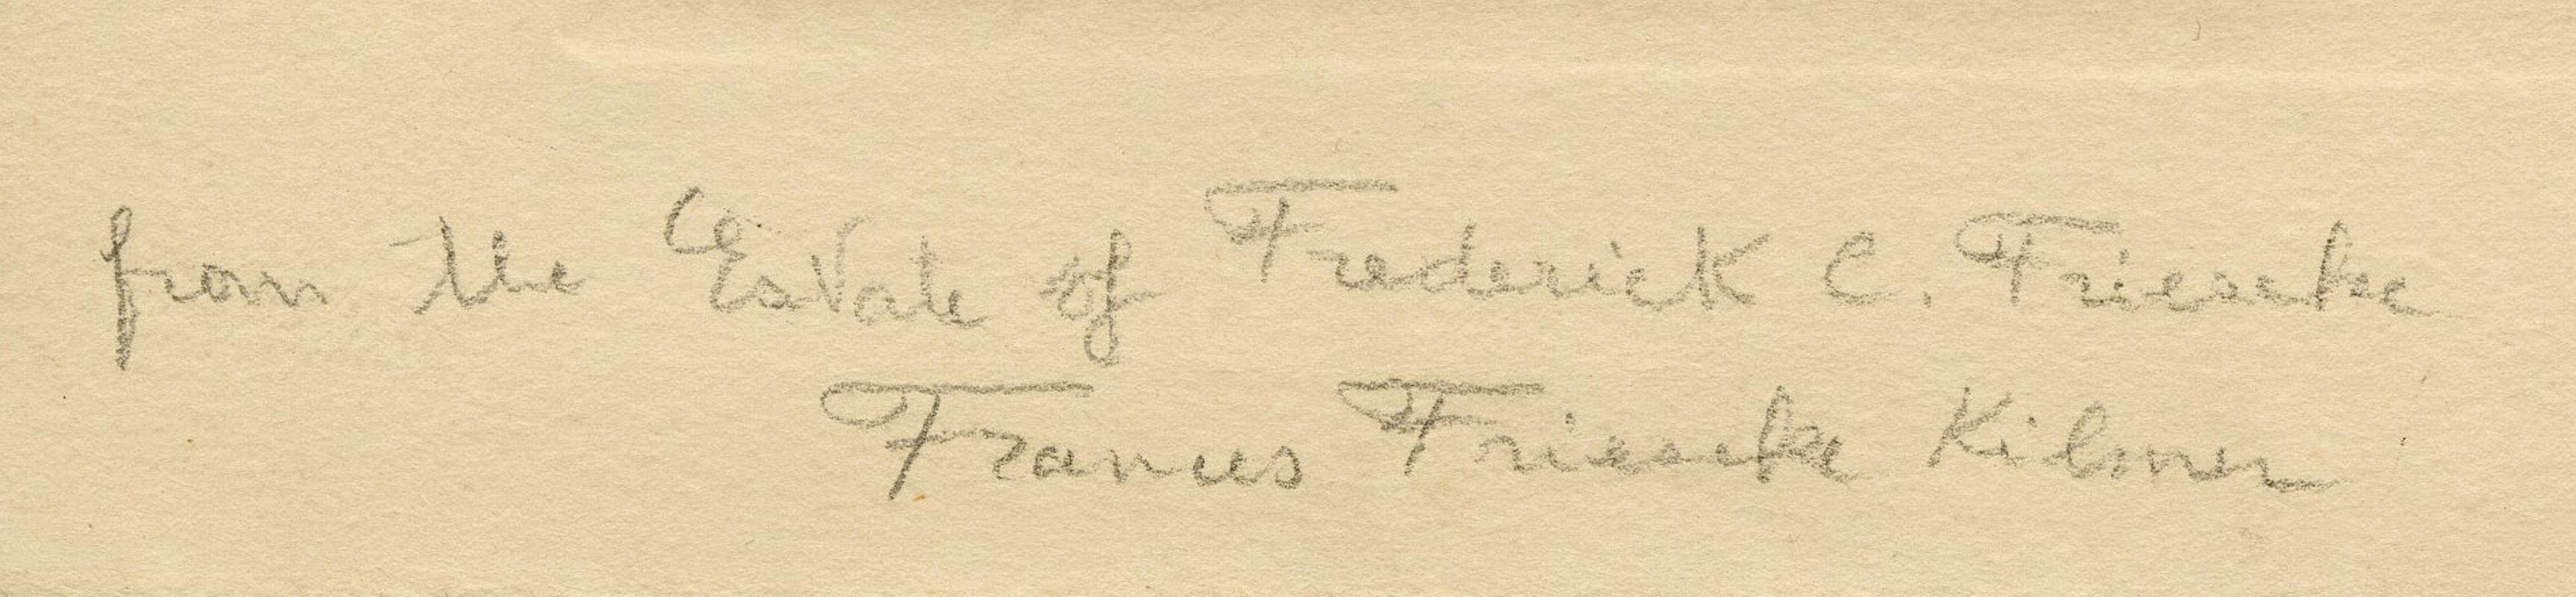 from the Estate of Frederick C. Frieseke
Frances Frieseke Kilmer